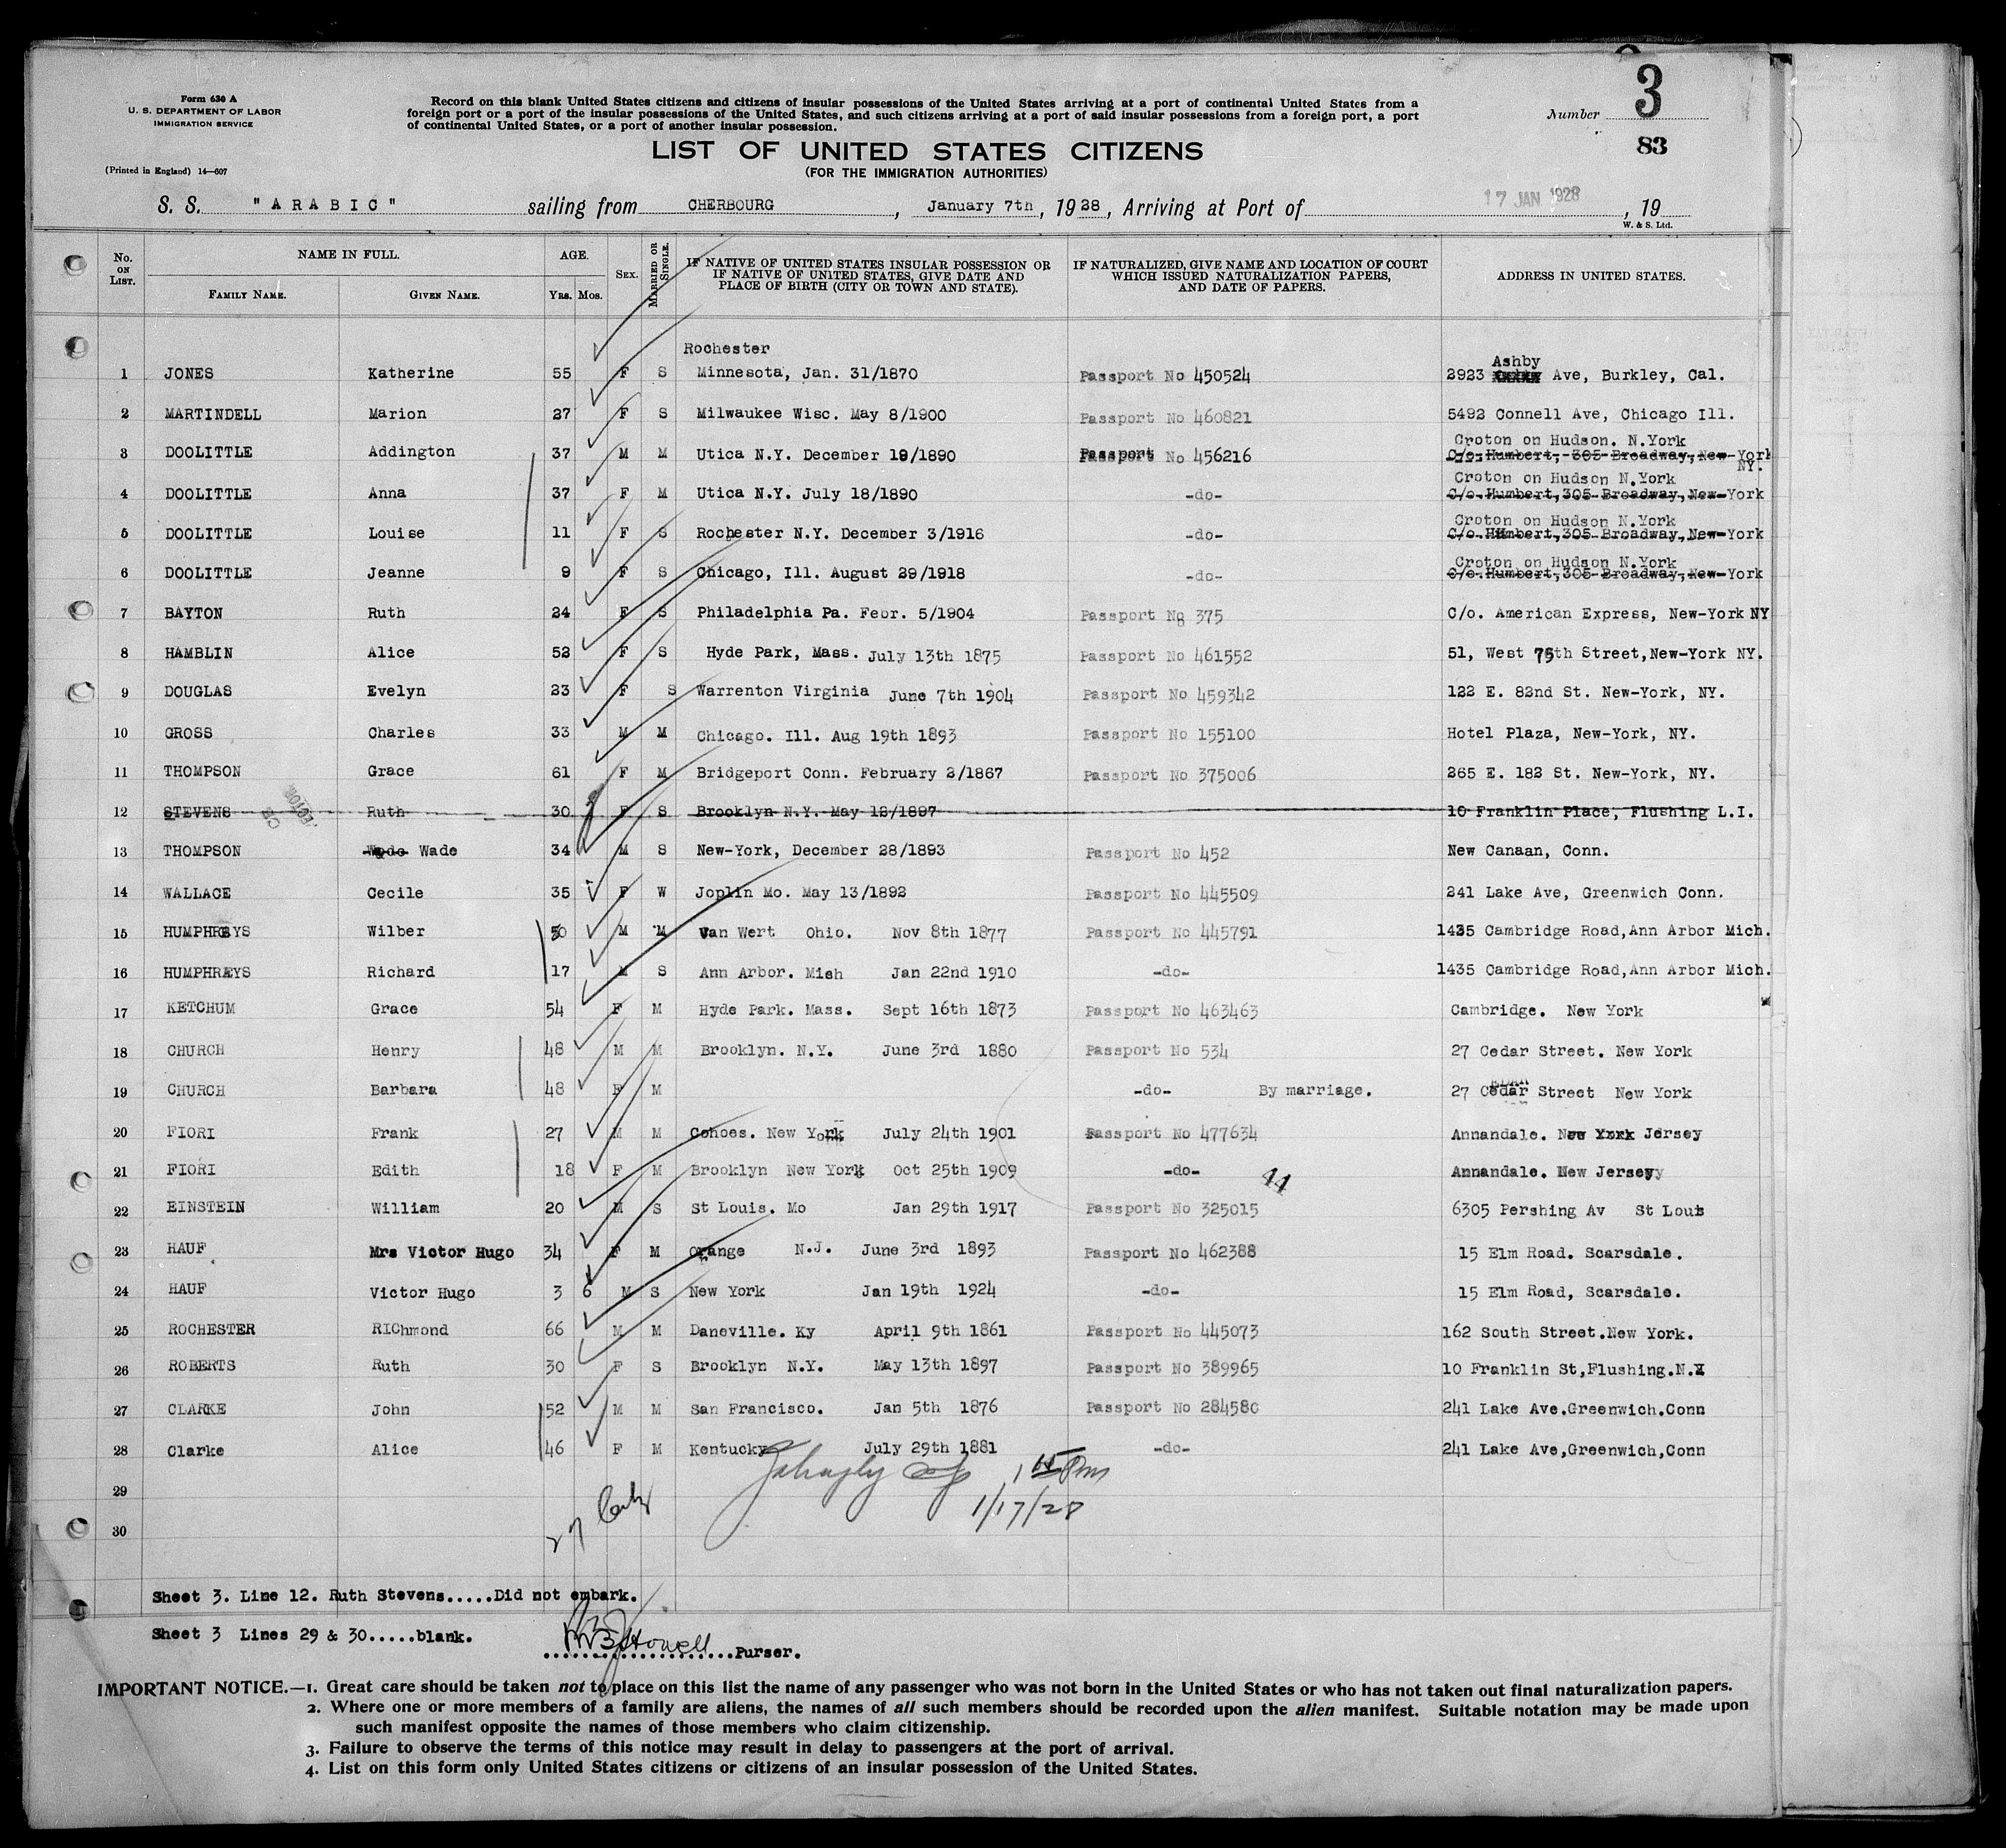 Form 630 A
U. S. DEPARTMENT OF LABOR
IMMIGRATION SERVICE
(Printed in England) 14—607
Record on this blank United States citizens and citizens of insular possessions of the United States arriving at a port of continental United States from a
foreign port or a port of the insular possessions of the United States, and such citizens arriving at a port of said insular possessions from a foreign port, a port
of continental United States, or a port of another insular possession.
Number 3
83
LIST OF UNITED STATES CITIZENS
(FOR THE IMMIGRATION AUTHORITIES)
S. S. "ARABIC" sailing from CHERBOURG, January 7th, 1928, Arriving at Port of 17 JAN 1928, 19
W. & S. Ltd.
No. ON LIST. NAME IN FULL. FAMILY NAME. GIVEN NAME. AGE. Yrs. Mos. SEX. MARRIED OR SINGLE. IF NATIVE OF UNITED STATES INSULAR POSSESSION OR IF NATIVE OF UNITED STATES, GIVE DATE AND PLACE OF BIRTH (CITY OR TOWN AND STATE). IF NATURALIZED, GIVE NAME AND LOCATION OF COURT WHICH ISSUED NATURALIZATION PAPERS, AND DATE OF PAPERS. ADDRESS IN UNITED STATES.
Rochester Ashby
1 JONES Katherine 55 F S Minnesota, Jan. 31/1870 Passport No 450524 2923 Ave, Burkley, Cal.
2 MARTINDELL Marion 27 F S Milwaukee Wisc. May 8/1900 Passport No 460821 5492 Connell Ave, Chicago Ill.
Croton on Hudson. N.York
3 DOOLITTLE Addington 37 M M Utica N.Y. December 19/1890 Passport No 456216 C/o.Humbert, 305 Broadway, New-York NY.
Croton on Hudson N.York
4 DOOLITTLE Anna 37 F M Utica N.Y. July 18/1890 -do- C/o.Humbert,305 Broadway,New-York
Croton on Hudson N.York
5 DOOLITTLE Louise 11 F S Rochester N.Y. December 3/1916 -do- C/o.Humbert,305 Broadway,New-York
Croton on Hudson N.York
6 DOOLITTLE Jeanne 9 F S Chicago, Ill. August 29/1918 -do- C/o.Humbert,305 Broadway,New-York
7 BAYTON Ruth 24 F S Philadelphia Pa. Febr. 5/1904 Passport No 375 C/o. American Express, New-York NY
8 HAMBLIN Alice 52 F S Hyde Park, Mass. July 13th 1875 Passport No 461552 51, West 75th Street,New-York NY.
9 DOUGLAS Evelyn 23 F S Warrenton Virginia June 7th 1904 Passport No 459342 122 E. 82nd St. New-York, NY.
10 GROSS Charles 33 M M Chicago. Ill. Aug 19th 1893 Passport No 155100 Hotel Plaza, New-York, NY.
11 THOMPSON Grace 61 F M Bridgeport Conn. February 2/1867 Passport No 375006 265 E. 182 St. New-York, NY.
12 STEVENS Ruth 30 F S Brooklyn N.Y. May 12/1897 10 Franklin Place, Flushing L.I.
13 THOMPSON Wade 34 M S New-York, December 28/1893 Passport No 452 New Canaan, Conn.
14 WALLACE Cecile 35 F W Joplin Mo. May 13/1892 Passport No 445509 241 Lake Ave, Greenwich Conn.
15 HUMPHREYS Wilber 50 M M Van Wert Ohio. Nov 8th 1877 Passport No 445791 1435 Cambridge Road,Ann Arbor Mich.
16 HUMPHREYS Richard 17 M S Ann Arbor. Mish Jan 22nd 1910 -do- 1435 Cambridge Road,Ann Arbor Mich.
17 KETCHUM Grace 54 F M Hyde Park. Mass. Sept 16th 1873 Passport No 463463 Cambridge. New York
18 CHURCH Henry 48 M M Brooklyn. N.Y. June 3rd 1880 Passport No 534 27 Cedar Street. New York
19 CHURCH Barbara 48 F M -do- By marriage. 27 Cedar Street New York
20 FIORI Frank 27 M M Cohoes. New York July 24th 1901 Passport No 477634 Annandale. New York Jersey
21 FIORI Edith 18 F M Brooklyn New York Oct 25th 1909 -do- 44 Annandale. New Jersey
22 EINSTEIN William 20 M S St Louis. Mo Jan 29th 1917 Passport No 325015 6305 Pershing Av St Louis
23 HAUF Mrs Victor Hugo 34 F M Orange N.J. June 3rd 1893 Passport No 462388 15 Elm Road. Scarsdale.
24 HAUF Victor Hugo 3 6 M S New York Jan 19th 1924 -do- 15 Elm Road, Scarsdale.
25 ROCHESTER RIChmond 66 M M Daneville. Ky April 9th 1861 Passport No 445073 162 South Street.New York.
26 ROBERTS Ruth 30 F S Brooklyn N.Y. May 13th 1897 Passport No 389965 10 Franklin St,Flushing.N.Y
27 CLARKE John 52 M M San Francisco. Jan 5th 1876 Passport No 284580 241 Lake Ave.Greenwich.Conn
28 Clarke Alice 46 F M Kentucky July 29th 1881 -do- 241 Lake Ave,Greenwich,Conn
29
1/17/28
30
27
Sheet 3. Line 12. Ruth Stevens.....Did not embark.
Sheet 3 Lines 29 & 30.....blank.
Howell Purser.
IMPORTANT NOTICE.—1. Great care should be taken not to place on this list the name of any passenger who was not born in the United States or who has not taken out final naturalization papers.
2. Where one or more members of a family are aliens, the names of all such members should be recorded upon the alien manifest. Suitable notation may be made upon
such manifest opposite the names of those members who claim citizenship.
3. Failure to observe the terms of this notice may result in delay to passengers at the port of arrival.
4. List on this form only United States citizens or citizens of an insular possession of the United States.